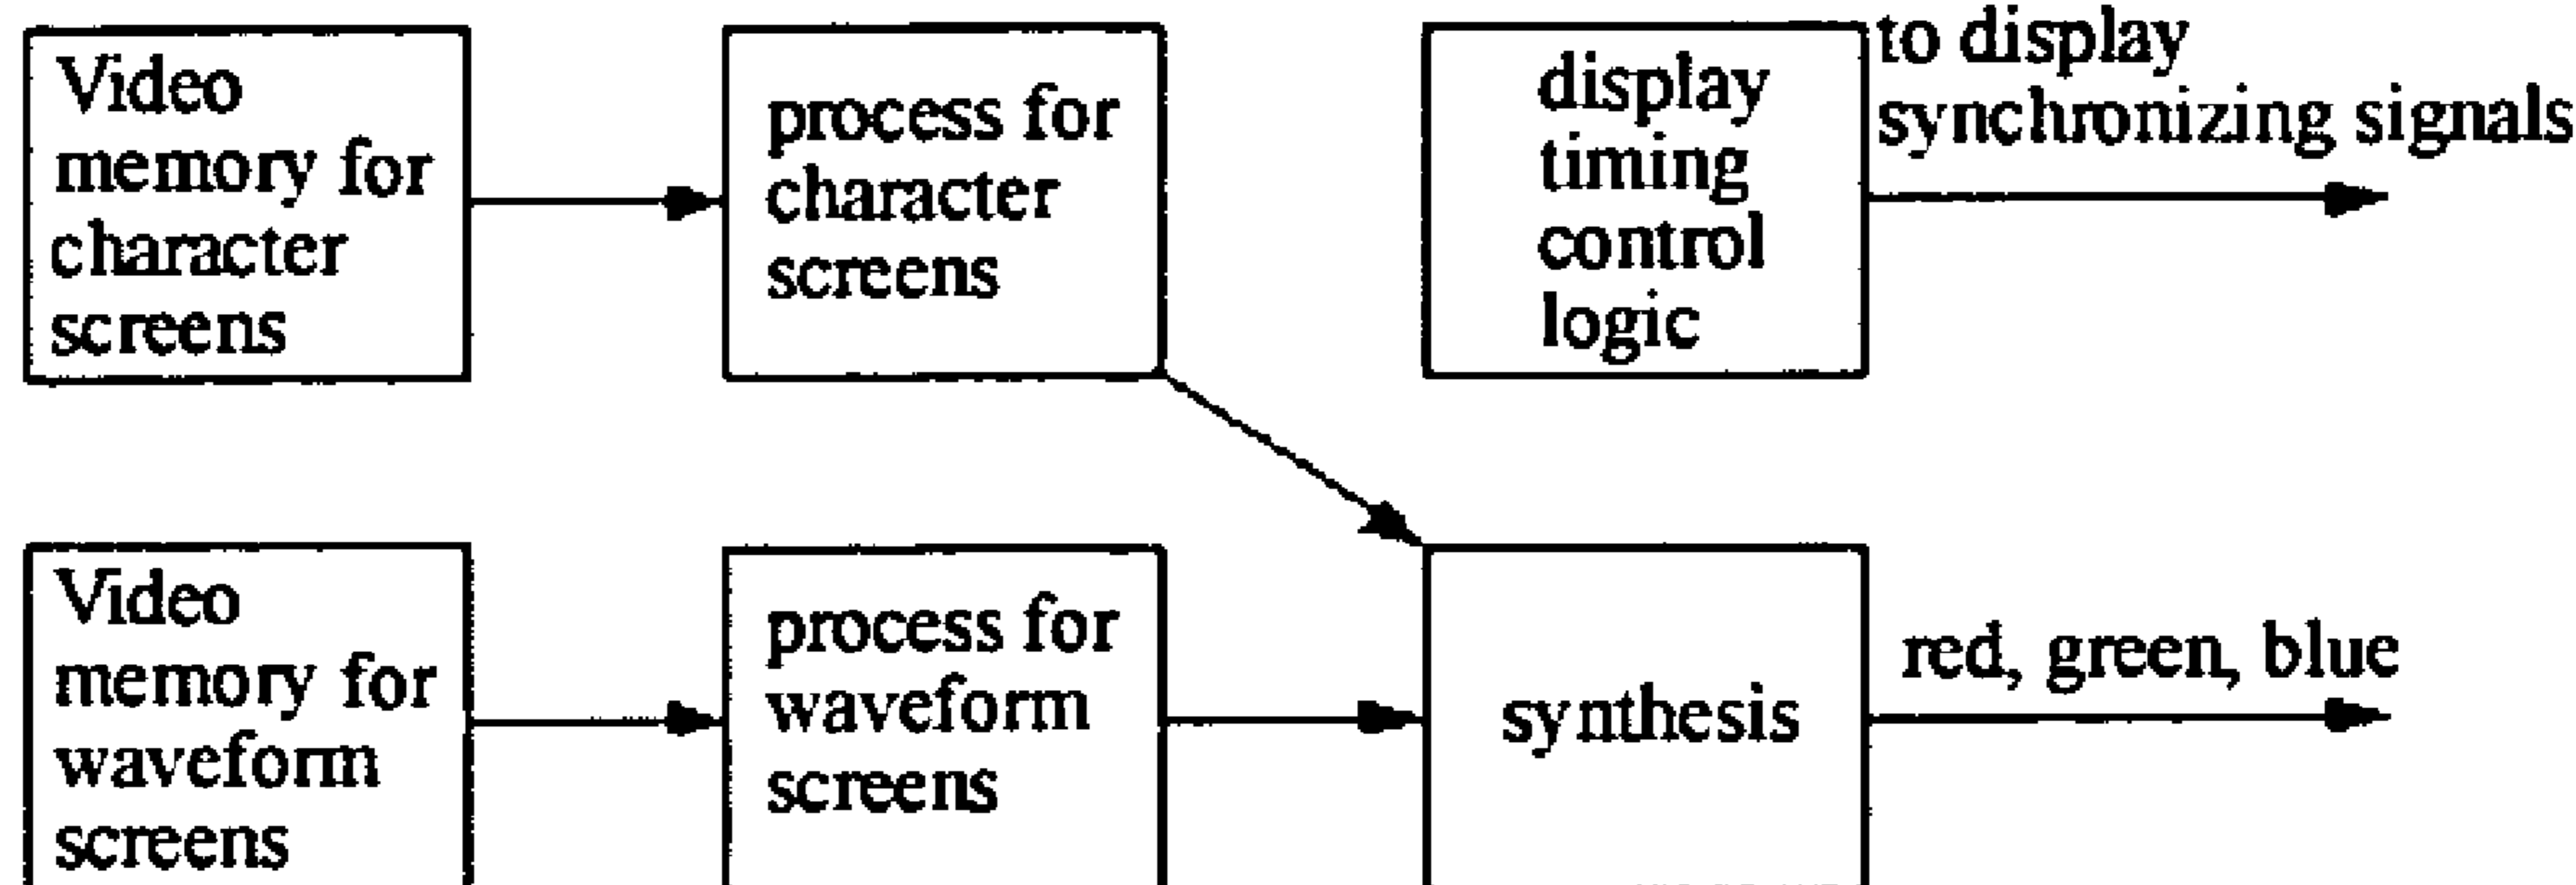 Video
memory for
character
screens
process for
character
screens
display
timing
control
logic
to display
synchronizing signals
Video
memory for
waveform
screens
process for
waveform
screens
synthesis
red, green, blue